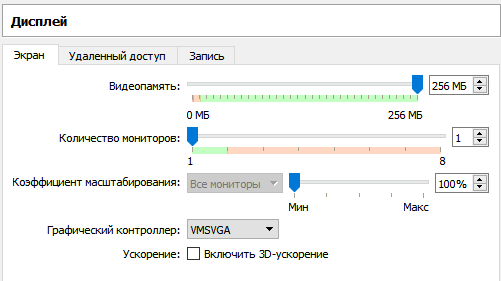 Дисплей
Экран Удаленный доступ Запись
Видеопамять: 256 МБ
0 МБ 256 МБ
Количество мониторов: 1
1 8
Коэффициент масштабирования: Все мониторы 100%
Мин Макс
Графический контроллер: VMSVGA
Ускорение: Включить 3D-ускорение